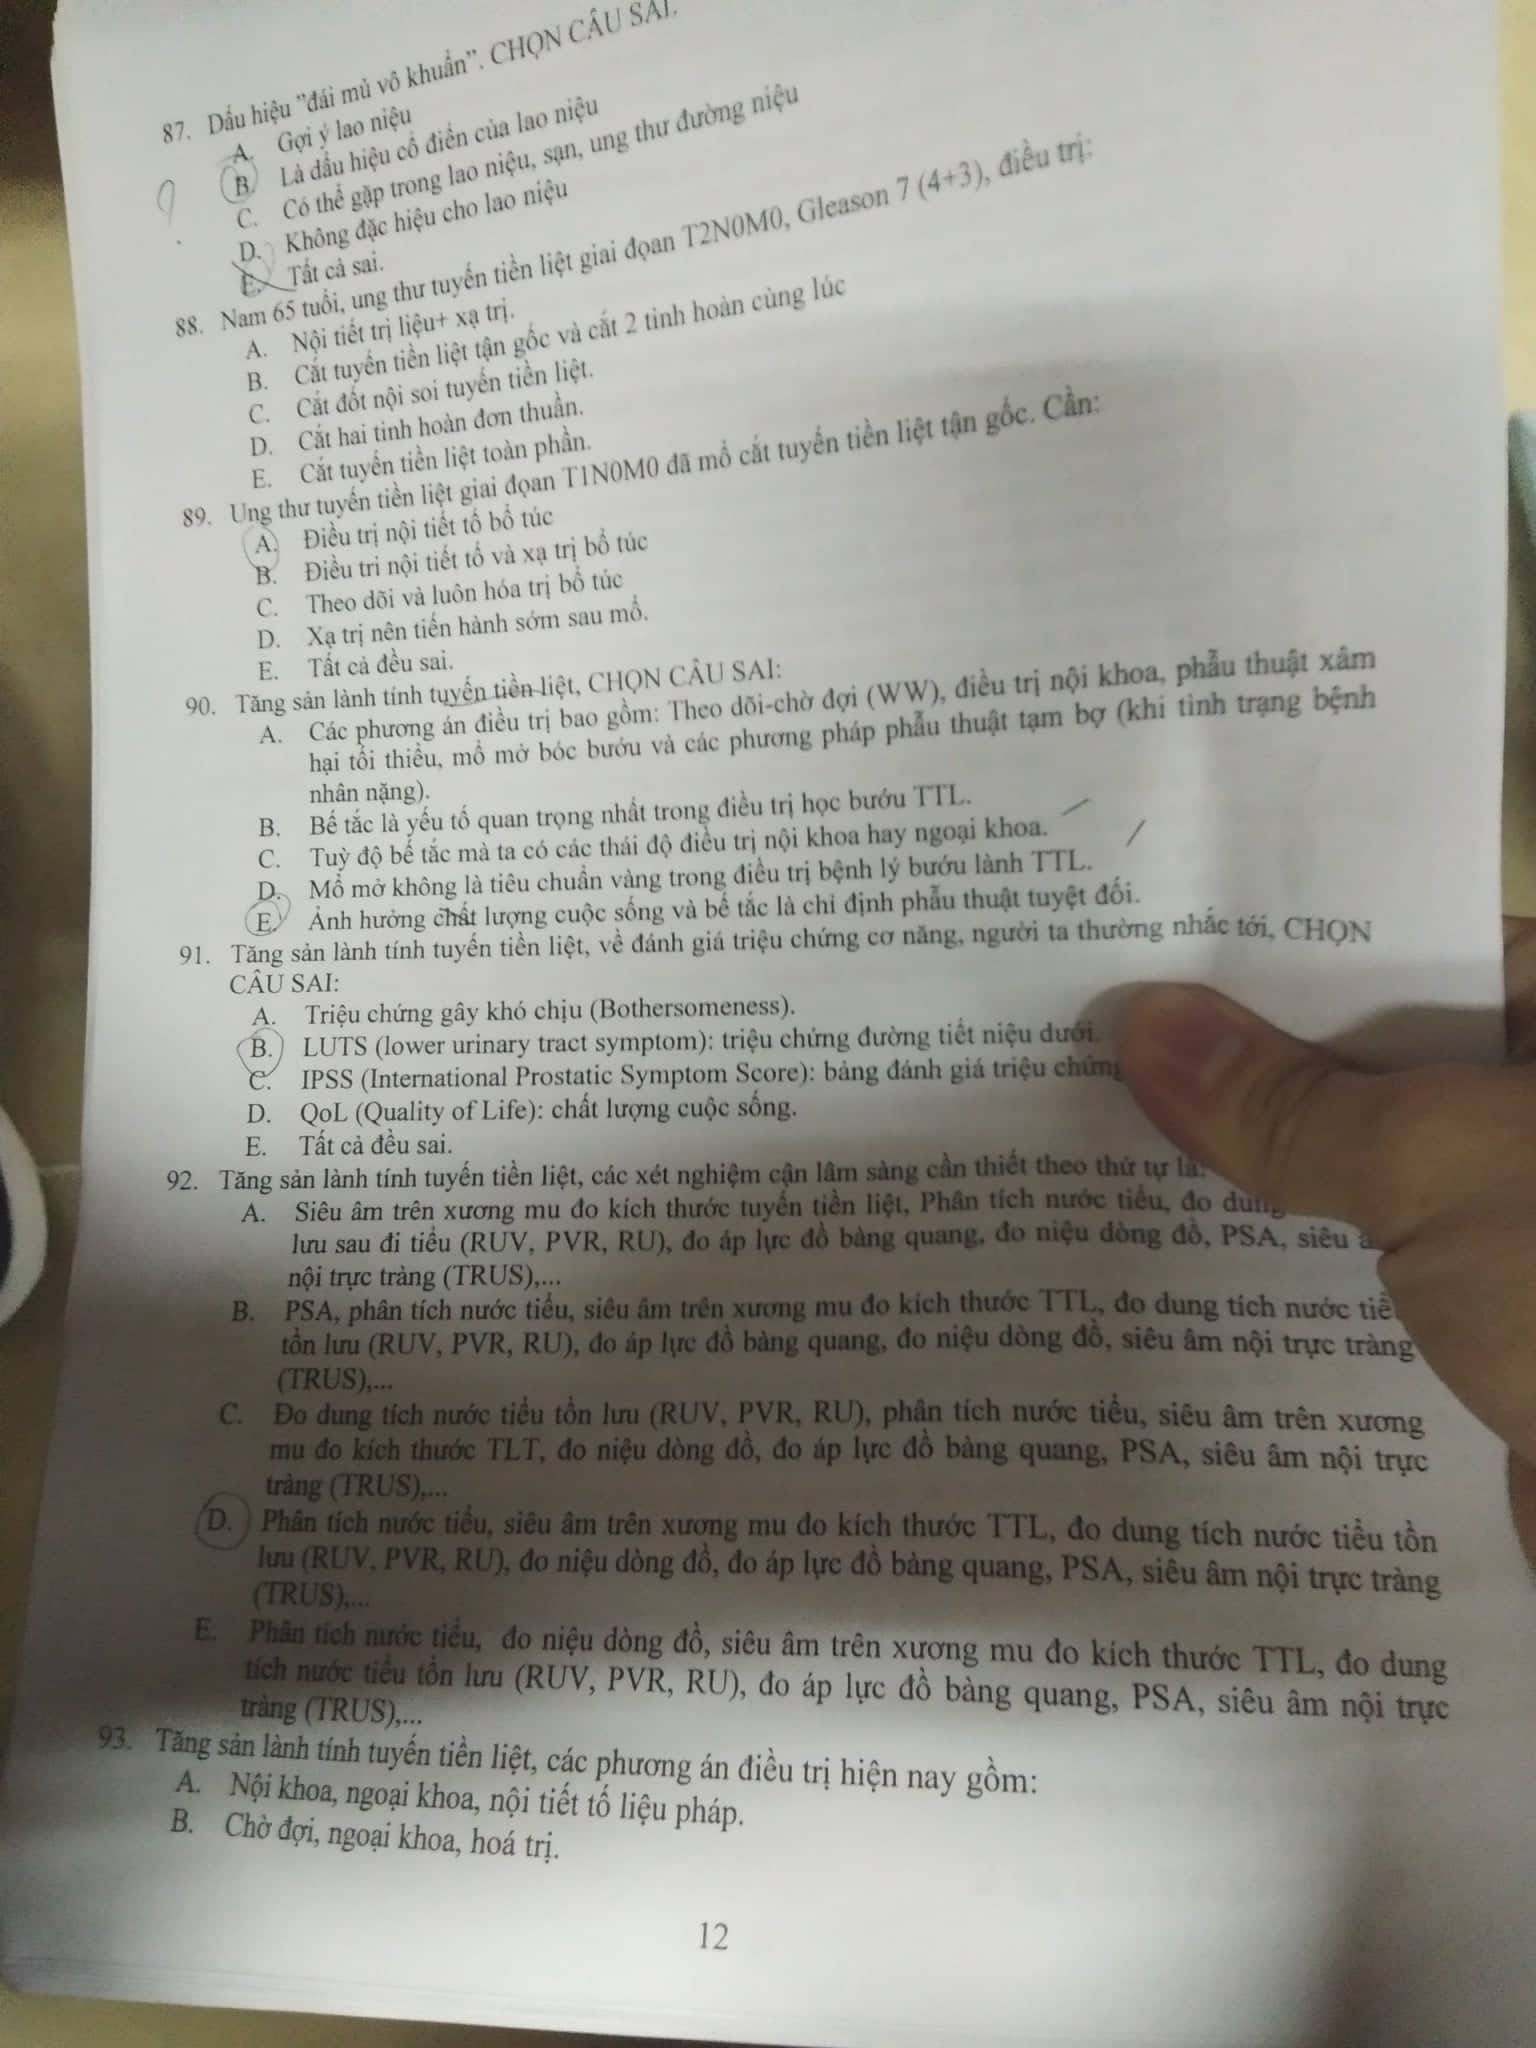 87. Dấu hiệu "đái mủ vô khuẩn". CHỌN CÂU SAI.
A. Gợi ý lao niệu
B. Là dấu hiệu cổ điển của lao niệu
C. Có thể gặp trong lao niệu, sạn, ung thư đường niệu
D. Không đặc hiệu cho lao niệu
E. Tất cả sai.
88. Nam 65 tuổi, ung thư tuyến tiền liệt giai đọan T2N0M0, Gleason 7 (4+3), điều trị:
A. Nội tiết trị liệu+ xạ trị.
B. Cắt tuyến tiền liệt tận gốc và cắt 2 tinh hoàn cùng lúc
C. Cắt đốt nội soi tuyến tiền liệt.
D. Cắt hai tinh hoàn đơn thuần.
E. Cắt tuyến tiền liệt toàn phần.
89. Ung thư tuyến tiền liệt giai đọan T1N0M0 đã mổ cắt tuyến tiền liệt tận gốc. Cần:
A. Điều trị nội tiết tố bổ túc
B. Điều tri nội tiết tố và xạ trị bổ túc
C. Theo dõi và luôn hóa trị bổ túc
D. Xạ trị nên tiến hành sớm sau mổ.
E. Tất cả đều sai.
90. Tăng sản lành tính tuyến tiền liệt, CHỌN CÂU SAI:
A. Các phương án điều trị bao gồm: Theo dõi-chờ đợi (WW), điều trị nội khoa, phẫu thuật xâm
hại tối thiểu, mổ mở bóc bướu và các phương pháp phẫu thuật tạm bợ (khi tình trạng bệnh
nhân nặng).
B. Bế tắc là yếu tố quan trọng nhất trong điều trị học bướu TTL.
C. Tuỳ độ bế tắc mà ta có các thái độ điều trị nội khoa hay ngoại khoa.
D. Mổ mở không là tiêu chuẩn vàng trong điều trị bệnh lý bướu lành TTL.
E. Ảnh hưởng chất lượng cuộc sống và bế tắc là chỉ định phẫu thuật tuyệt đối.
91. Tăng sản lành tính tuyến tiền liệt, về đánh giá triệu chứng cơ năng, người ta thường nhắc tới, CHỌN
CÂU SAI:
A. Triệu chứng gây khó chịu (Bothersomeness).
B. LUTS (lower urinary tract symptom): triệu chứng đường tiết niệu dưới.
C. IPSS (International Prostatic Symptom Score): bảng đánh giá triệu chứng
D. QoL (Quality of Life): chất lượng cuộc sống.
E. Tất cả đều sai.
92. Tăng sản lành tính tuyến tiền liệt, các xét nghiệm cận lâm sàng cần thiết theo thứ tự là:
A. Siêu âm trên xương mu đo kích thước tuyến tiền liệt, Phân tích nước tiểu, đo dung
lưu sau đi tiểu (RUV, PVR, RU), đo áp lực đồ bàng quang, đo niệu dòng đồ, PSA, siêu
nội trực tràng (TRUS),...
B. PSA, phân tích nước tiểu, siêu âm trên xương mu đo kích thước TTL, đo dung tích nước
tồn lưu (RUV, PVR, RU), đo áp lực đồ bàng quang, đo niệu dòng đồ, siêu âm nội trực tràng
(TRUS),...
C. Đo dung tích nước tiểu tồn lưu (RUV, PVR, RU), phân tích nước tiểu, siêu âm trên xương
mu đo kích thước TLT, đo niệu dòng đồ, đo áp lực đồ bàng quang, PSA, siêu âm nội trực
tràng (TRUS),...
D. Phân tích nước tiểu, siêu âm trên xương mu đo kích thước TTL, đo dung tích nước tiểu tồn
lưu (RUV, PVR, RU), đo niệu dòng đồ, đo áp lực đồ bàng quang, PSA, siêu âm nội trực tràng
(TRUS),...
E. Phân tích nước tiểu, đo niệu dòng đồ, siêu âm trên xương mu đo kích thước TTL, đo dung
tích nước tiểu tồn lưu (RUV, PVR, RU), đo áp lực đồ bàng quang, PSA, siêu âm nội trực
tràng (TRUS),...
93. Tăng sản lành tính tuyến tiền liệt, các phương án điều trị hiện nay gồm:
A. Nội khoa, ngoại khoa, nội tiết tố liệu pháp.
B. Chờ đợi, ngoại khoa, hoá trị.
12